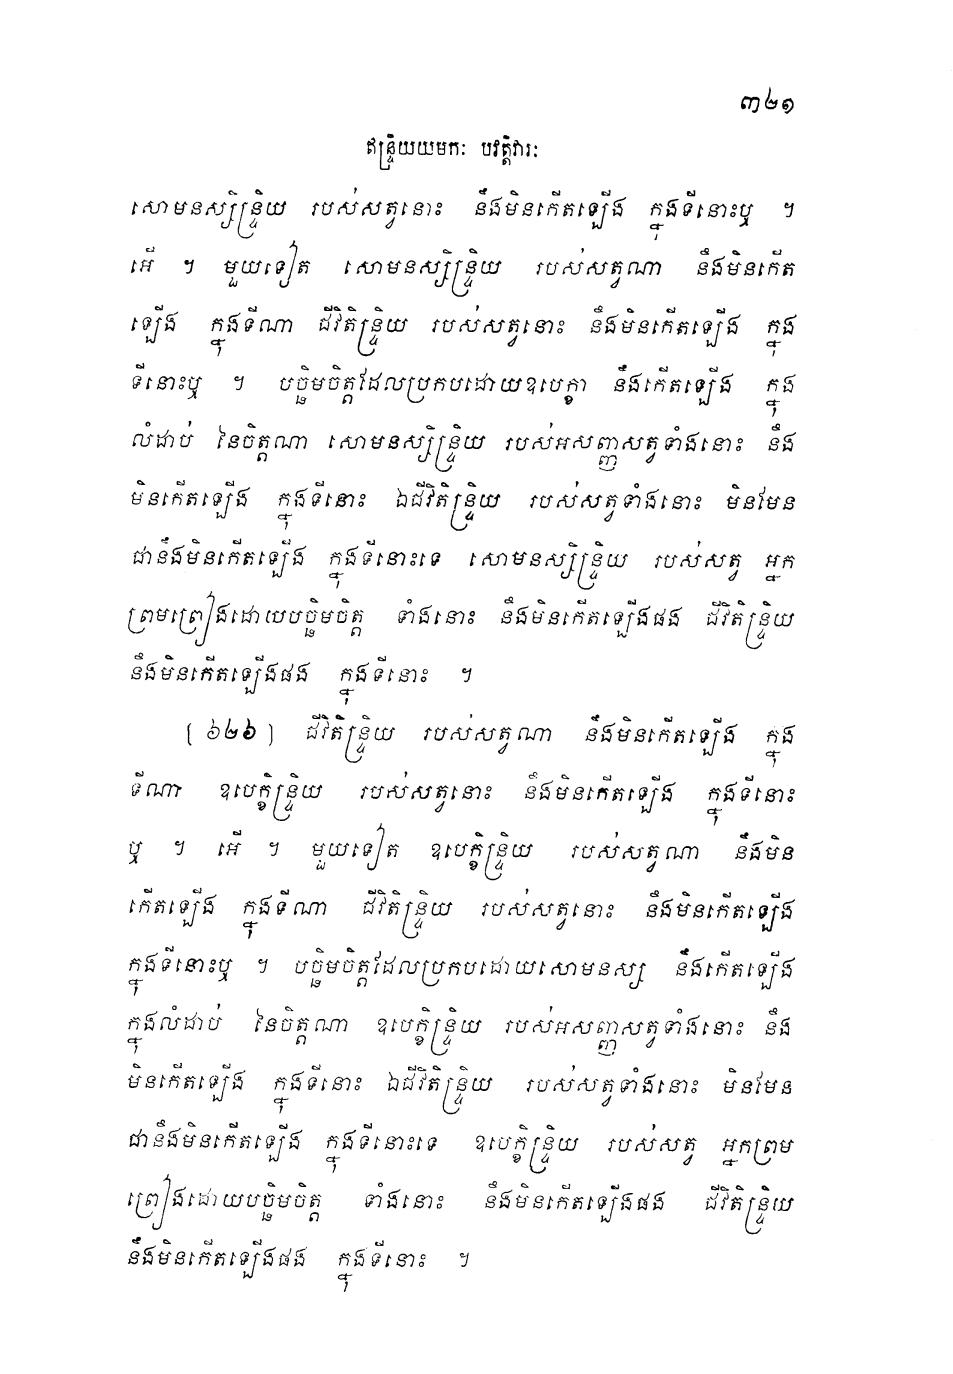 ៣២១
ឥន្ទ្រិយយមកៈ បវត្តិវារៈ
សោមនស្សិន្ទ្រិយ របស់សត្វនោះ នឹងមិនកើតឡើង ក្នុងទីនោះឬ ។
អើ ។ មួយទៀត សោមនស្សិន្ទ្រិយ របស់សត្វណា នឹងមិនកើត
ឡើង ក្នុងទីណា ជីវិតិន្ទ្រិយ របស់សត្វនោះ នឹងមិនកើតឡើង ក្នុង
ទីនោះឬ ។ បច្ឆិមចិត្តដែលប្រកបដោយឧបេក្ខា នឹងកើតឡើង ក្នុង
លំដាប់ នៃចិត្តណា សោមនស្សិន្ទ្រិយ របស់អសញ្ញសត្វទាំងនោះ នឹង
មិនកើតឡើង ក្នុងទីនោះ ឯជីវិតិន្ទ្រិយ របស់សត្វទាំងនោះ មិនមែន
ជានឹងមិនកើតឡើង ក្នុងទីនោះទេ សោមនស្សិន្ទ្រិយ របស់សត្វ អ្នក
ព្រមព្រៀងដោយបច្ឆិមចិត្ត ទាំងនោះ នឹងមិនកើតឡើងផង ជីវិតិន្ទ្រិយ
នឹងមិនកើតឡើងផង ក្នុងទីនោះ ។
[ ៦២៦ ] ជីវិតិន្ទ្រិយ របស់សត្វណា នឹងមិនកើតឡើង ក្នុង
ទីណា ឧបេក្ខិន្ទ្រិយ របស់សត្វនោះ នឹងមិនកើតឡើង ក្នុងទីនោះ
ឬ ។ អើ ។ មួយទៀត ឧបេក្ខិន្ទ្រិយ របស់សត្វណា នឹងមិន
កើតឡើង ក្នុងទីណា ជីវិតិន្ទ្រិយ របស់សត្វនោះ នឹងមិនកើតឡើង
ក្នុងទីនោះឬ ។ បច្ឆិមចិត្តដែលប្រកបដោយសោមនស្ស នឹងកើតឡើង
ក្នុងលំដាប់ នៃចិត្តណា ឧបេក្ខិន្ទ្រិយ របស់អសញ្ញសត្វទាំងនោះ នឹង
មិនកើតឡើង ក្នុងទីនោះ ឯជីវិតិន្ទ្រិយ របស់សត្វទាំងនោះ មិនមែន
ជានឹងមិនកើតឡើង ក្នុងទីនោះទេ ឧបេក្ខិន្ទ្រិយ របស់សត្វ អ្នកព្រម
ព្រៀងដោយបច្ឆិមចិត្ត ទាំងនោះ នឹងមិនកើតឡើងផង ជីវិតិន្ទ្រិយ
នឹងមិនកើតឡើងផង ក្នុងទីនោះ ។